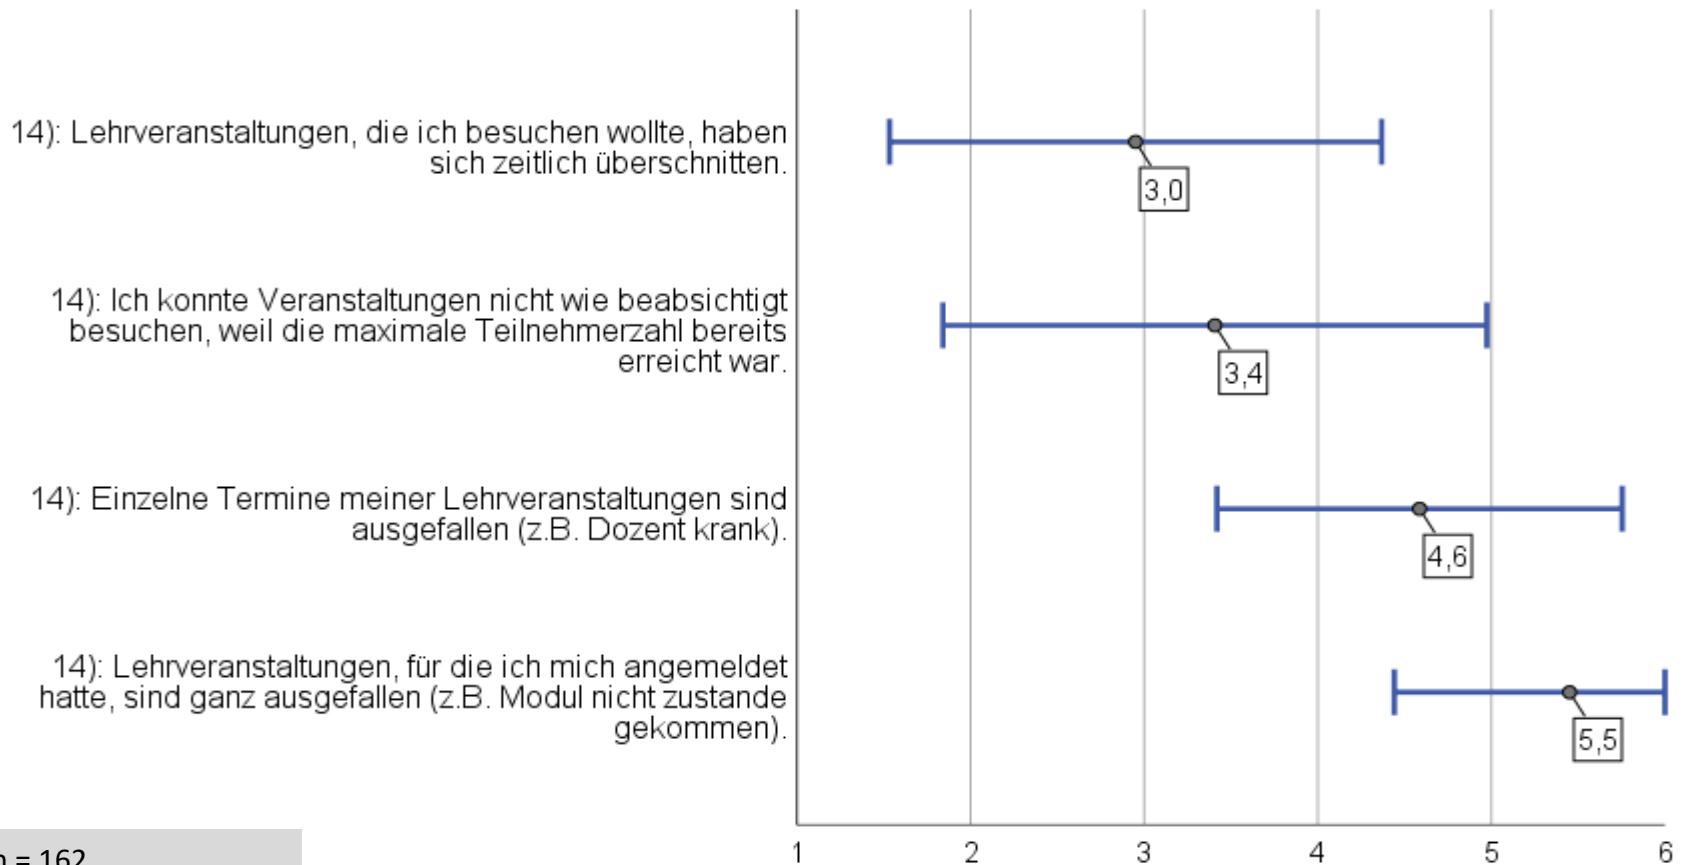 14): Lehrveranstaltungen, die ich besuchen wollte, haben
sich zeitlich überschnitten.
3,0
14): Ich konnte Veranstaltungen nicht wie beabsichtigt
besuchen, weil die maximale Teilnehmerzahl bereits
erreicht war.
3,4
14): Einzelne Termine meiner Lehrveranstaltungen sind
ausgefallen (z.B. Dozent krank).
4,6
14): Lehrveranstaltungen, für die ich mich angemeldet
hatte, sind ganz ausgefallen (z.B. Modul nicht zustande
gekommen).
5,5
n = 162
1 2 3 4 5 6